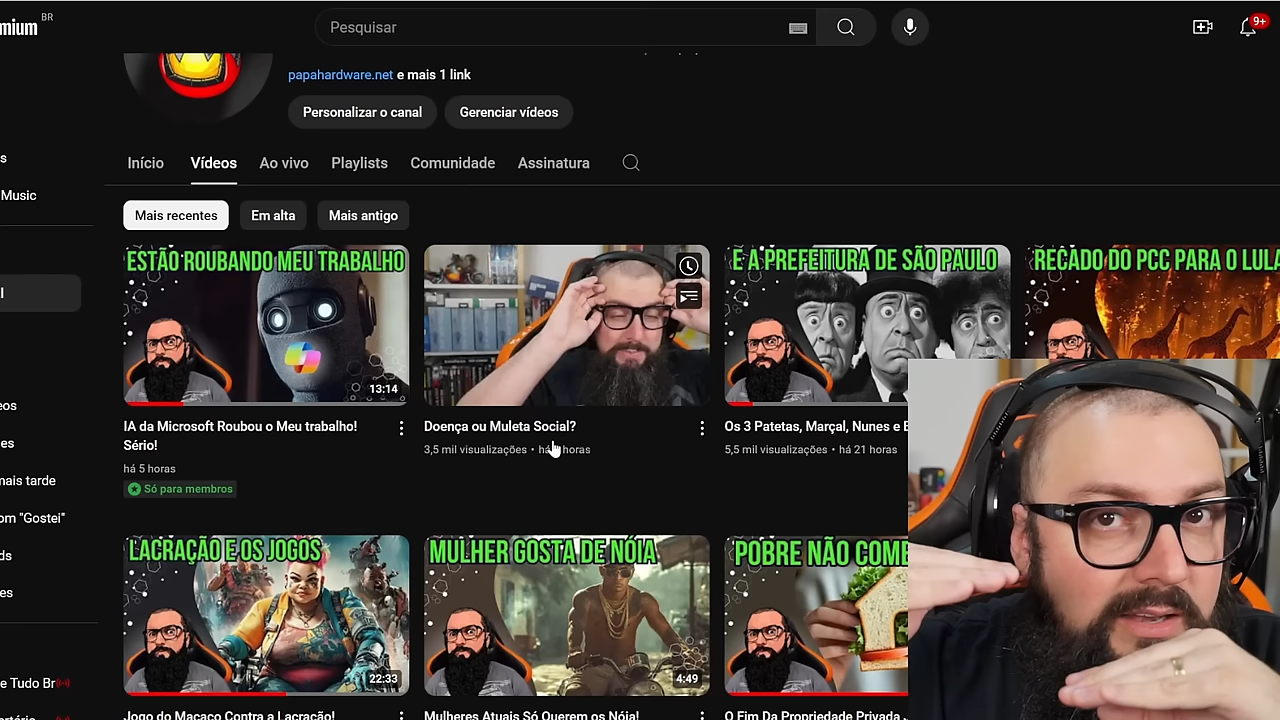 mium BR
Pesquisar
9+
papahardware.net e mais 1 link
Personalizar o canal
Gerenciar vídeos
s
Music
Início
Vídeos
Ao vivo
Playlists
Comunidade
Assinatura
Mais recentes
Em alta
Mais antigo
ESTÃO ROUBANDO MEU TRABALHO
13:14
E A PREFEITURA DE SÃO PAULO
RECADO DO PCC PARA O LULA
IA da Microsoft Roubou o Meu trabalho!
Sério!
há 5 horas
Só para membros
Doença ou Muleta Social?
3,5 mil visualizações • há horas
Os 3 Patetas, Marçal, Nunes e B
5,5 mil visualizações • há 21 horas
l
eos
es
mais tarde
om "Gostei"
ds
es
e Tudo Br
LACRAÇÃO E OS JOGOS
22:33
MULHER GOSTA DE NÓIA
4:49
POBRE NÃO COME
Jogo do Macaco Contra a Lacração!
Mulheres Atuais Só Querem os Nóia!
O Fim Da Propriedade Privada